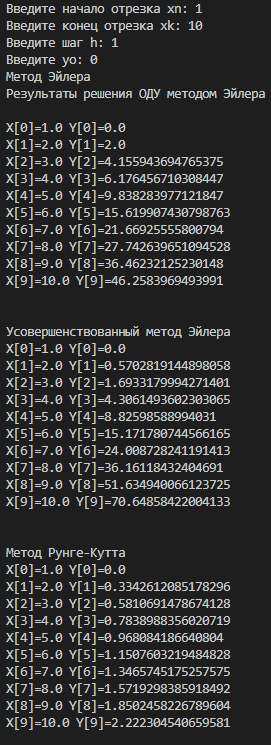 Введите начало отрезка xn: 1
Введите конец отрезка xk: 10
Введите шаг h: 1
Введите yo: 0
Метод Эйлера
Результаты решения ОДУ методом Эйлера
X[0]=1.0 Y[0]=0.0
X[1]=2.0 Y[1]=2.0
X[2]=3.0 Y[2]=4.155943694765375
X[3]=4.0 Y[3]=6.176456710308447
X[4]=5.0 Y[4]=9.838283977121847
X[5]=6.0 Y[5]=15.619907430798763
X[6]=7.0 Y[6]=21.66925555800794
X[7]=8.0 Y[7]=27.742639651094528
X[8]=9.0 Y[8]=36.46232125230148
X[9]=10.0 Y[9]=46.2583969493991
Усовершенствованный метод Эйлера
X[0]=1.0 Y[0]=0.0
X[1]=2.0 Y[1]=0.5702819144898058
X[2]=3.0 Y[2]=1.6933179994271401
X[3]=4.0 Y[3]=4.3061493602303065
X[4]=5.0 Y[4]=8.82598588994031
X[5]=6.0 Y[5]=15.171780744566165
X[6]=7.0 Y[6]=24.008728241191413
X[7]=8.0 Y[7]=36.16118432404691
X[8]=9.0 Y[8]=51.634940066123725
X[9]=10.0 Y[9]=70.64858422004133
Метод Рунге-Кутта
X[0]=1.0 Y[0]=0.0
X[1]=2.0 Y[1]=0.3342612085178296
X[2]=3.0 Y[2]=0.5810691478674128
X[3]=4.0 Y[3]=0.7838988356020719
X[4]=5.0 Y[4]=0.968084186640804
X[5]=6.0 Y[5]=1.1507603219484828
X[6]=7.0 Y[6]=1.3465745175257575
X[7]=8.0 Y[7]=1.5719298385918492
X[8]=9.0 Y[8]=1.8502458226789604
X[9]=10.0 Y[9]=2.222304540659581